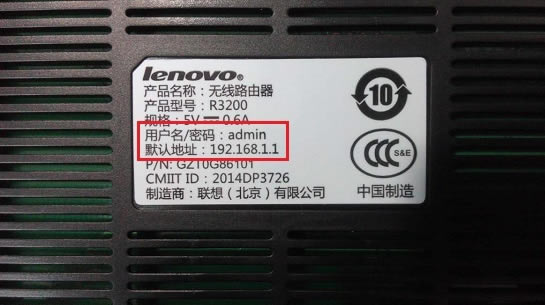 lenovo
产品名称：无线路由器
产品型号：R3200
规格：5V ⎓ 0.6A
用户名/密码：admin
默认地址：192.168.1.1
P/N: GZT0G86101
CMIIT ID：2014DP3726
制造商：联想（北京）有限公司
10
CCC S&E
中国制造